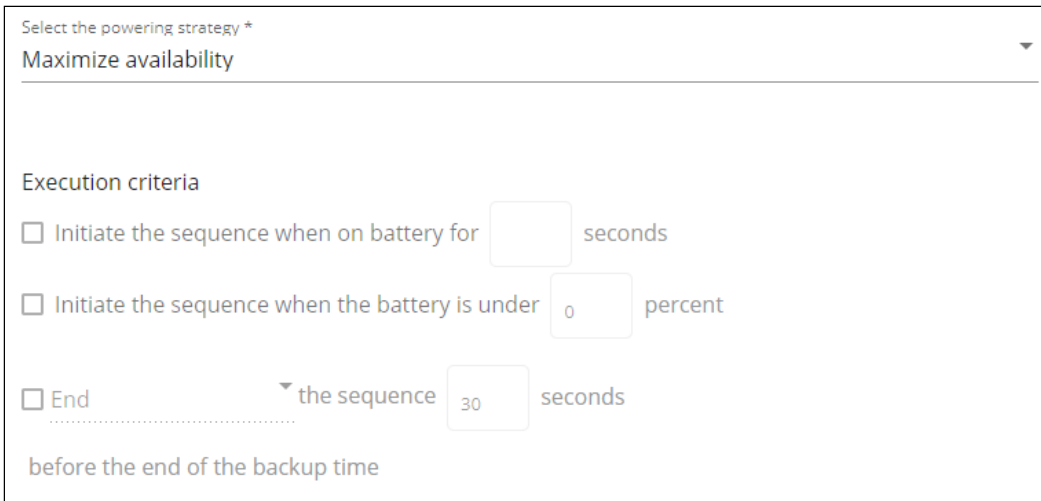 Select the powering strategy *
Maximize availability
Execution criteria
Initiate the sequence when on battery for seconds
Initiate the sequence when the battery is under 0 percent
End the sequence 30 seconds
before the end of the backup time